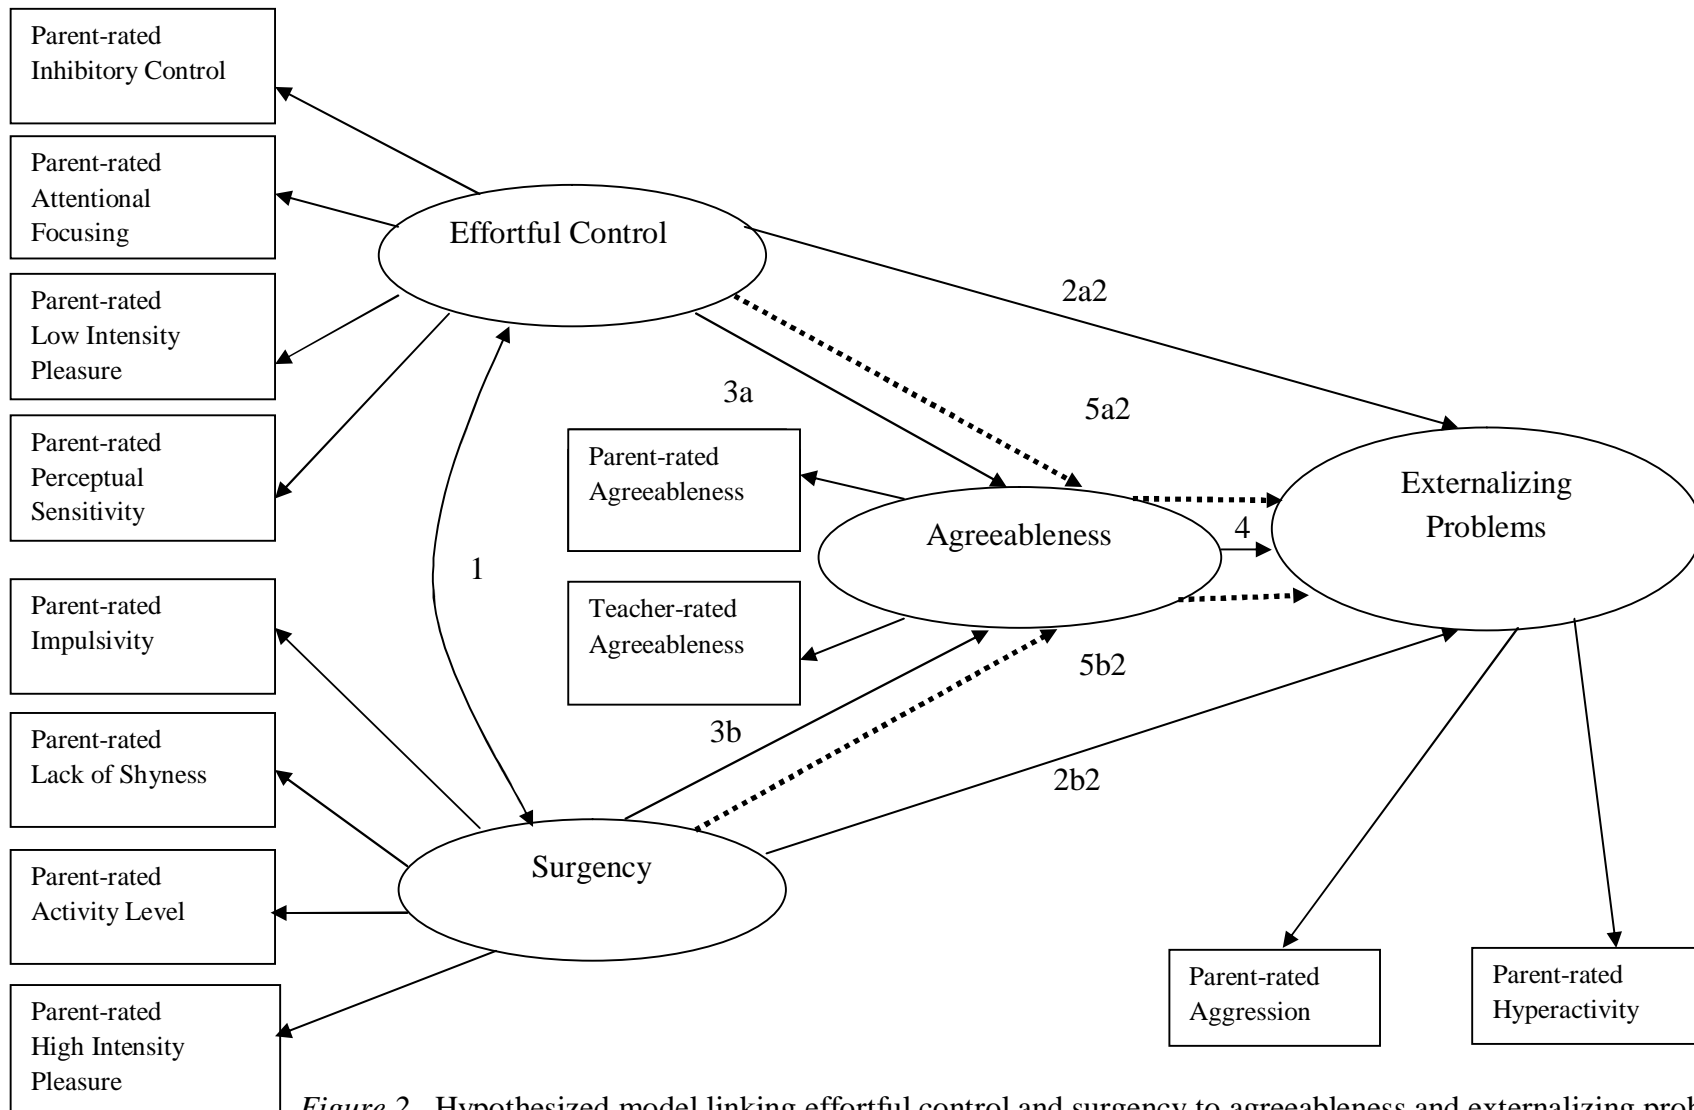 Parent-rated
Inhibitory Control
Parent-rated
Attentional
Focusing
Parent-rated
Low Intensity
Pleasure
Parent-rated
Perceptual
Sensitivity
Parent-rated
Impulsivity
Parent-rated
Lack of Shyness
Parent-rated
Activity Level
Parent-rated
High Intensity
Pleasure
Effortful Control
1
Surgency
3a
Parent-rated
Agreeableness
Teacher-rated
Agreeableness
3b
2a2
5a2
Agreeableness
4
5b2
2b2
Externalizing
Problems
Parent-rated
Aggression
Parent-rated
Hyperactivity
Figure 2. Hypothesized model linking effortful control and surgency to agreeableness and externalizing